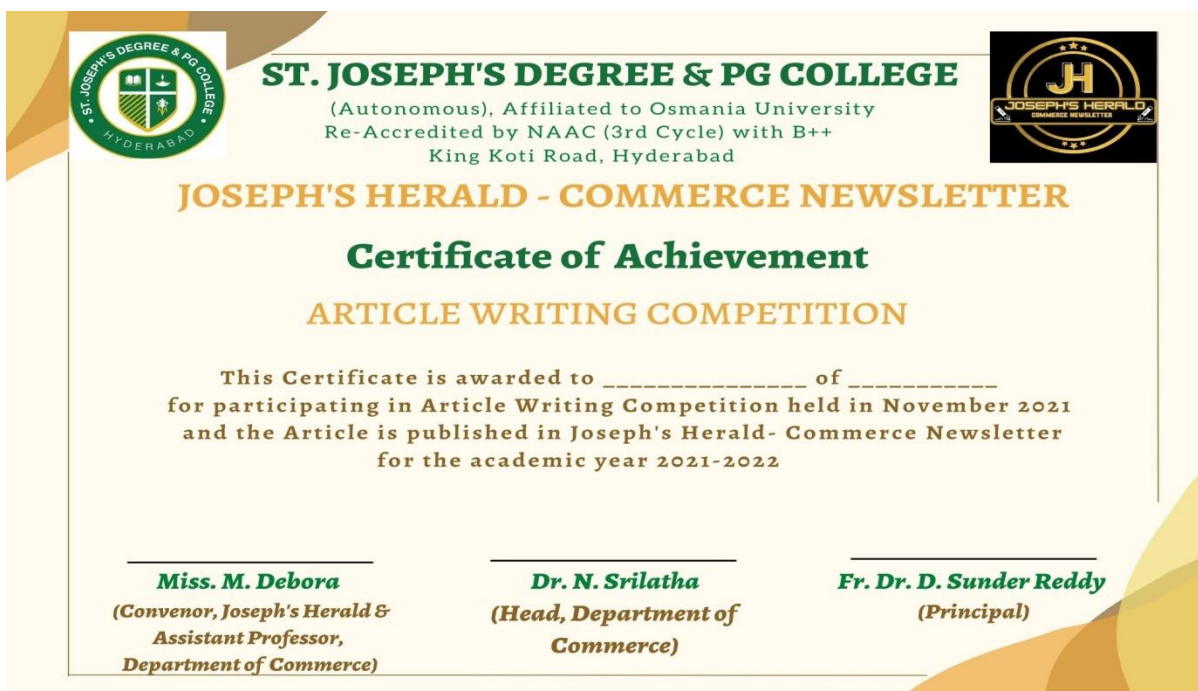 ST. JOSEPH'S DEGREE & PG COLLEGE
HYDERABAD
ST. JOSEPH'S DEGREE & PG COLLEGE
(Autonomous), Affiliated to Osmania University
Re-Accredited by NAAC (3rd Cycle) with B++
King Koti Road, Hyderabad
JH
JOSEPH'S HERALD
COMMERCE NEWSLETTER
JOSEPH'S HERALD - COMMERCE NEWSLETTER
Certificate of Achievement
ARTICLE WRITING COMPETITION
This Certificate is awarded to _______________ of ___________
for participating in Article Writing Competition held in November 2021
and the Article is published in Joseph's Herald- Commerce Newsletter
for the academic year 2021-2022
Miss. M. Debora
(Convenor, Joseph's Herald &
Assistant Professor,
Department of Commerce)
Dr. N. Srilatha
(Head, Department of
Commerce)
Fr. Dr. D. Sunder Reddy
(Principal)